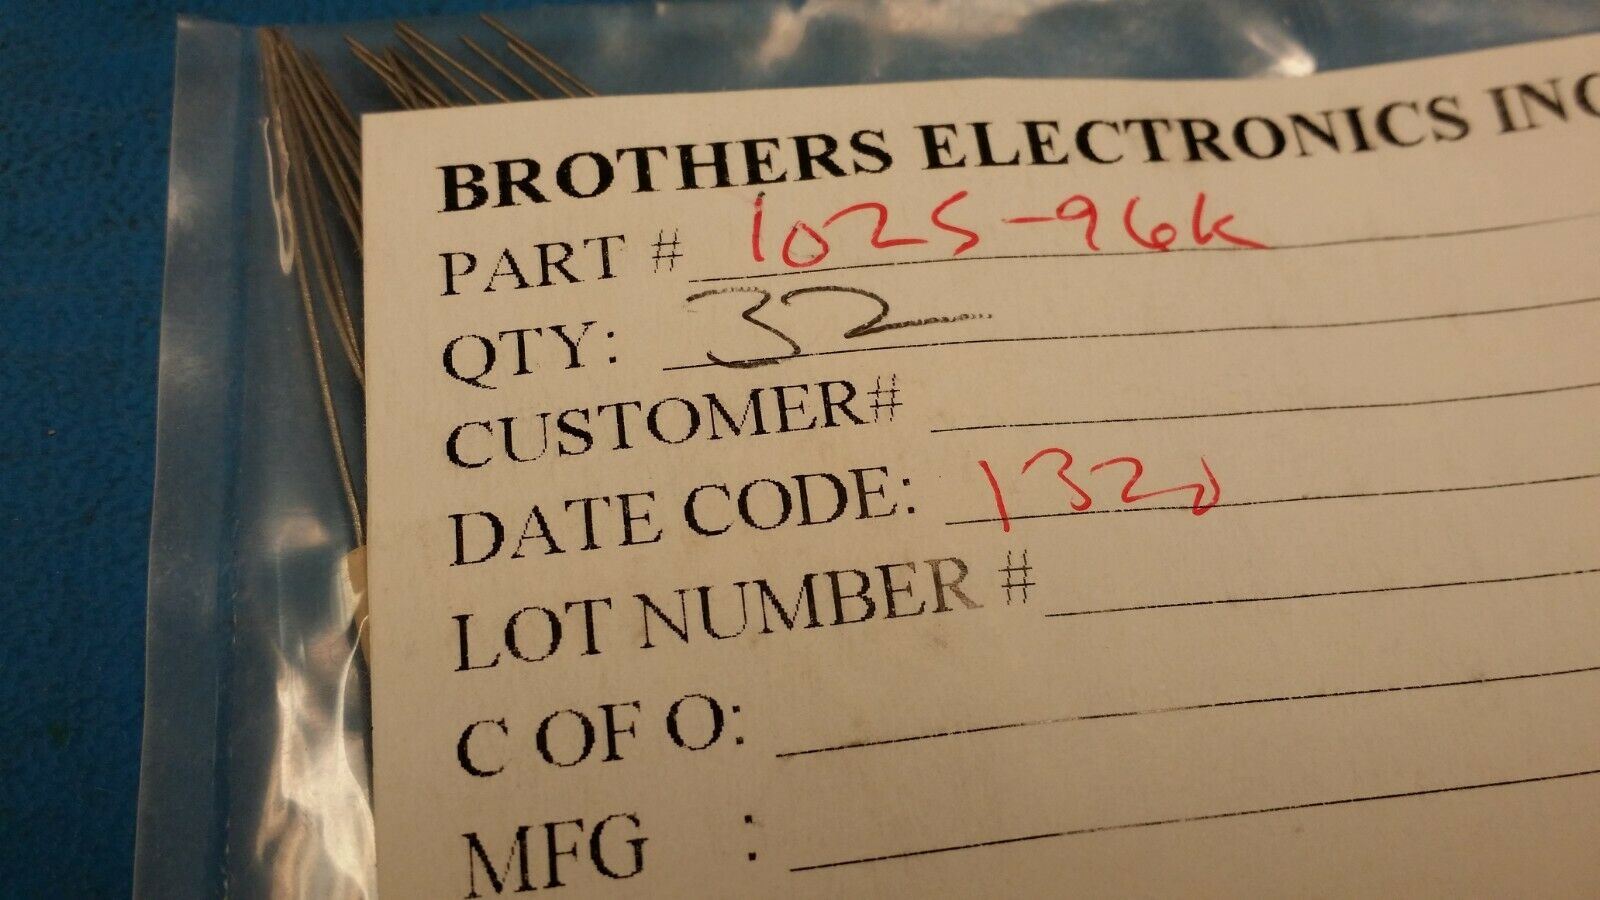 BROTHERS ELECTRONICS INC
PART # 1025-96K
QTY: 32
CUSTOMER#
DATE CODE: 1320
LOT NUMBER #
C OF O:
MFG :